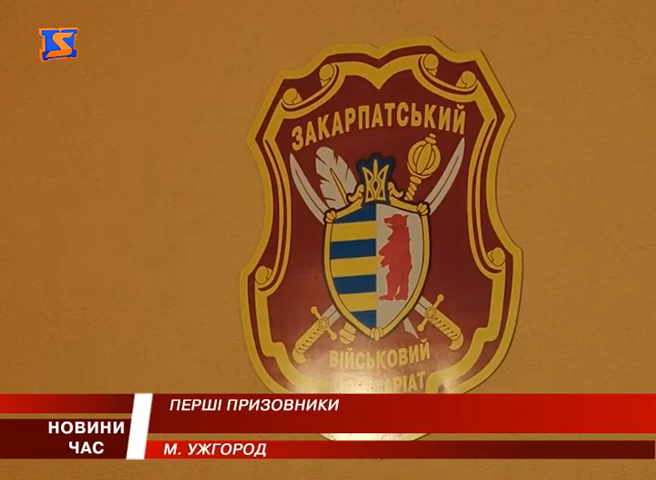 ЗАКАРПАТСЬКИЙ
ВІЙСЬКОВИЙ
ПЕРШІ ПРИЗОВНИКИ
НОВИНИ
ЧАС
М. УЖГОРОД